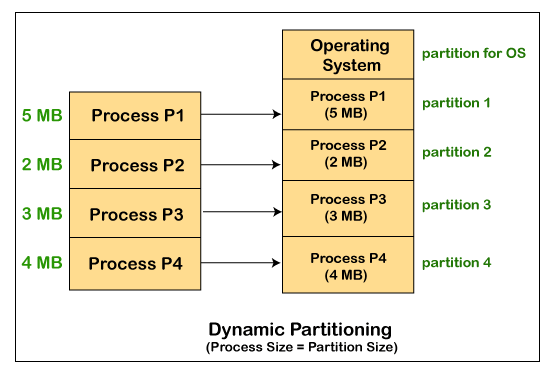 Operating
System
partition for OS
5 MB
Process P1
Process P1
(5 MB)
partition 1
2 MB
Process P2
Process P2
(2 MB)
partition 2
3 MB
Process P3
Process P3
(3 MB)
partition 3
4 MB
Process P4
Process P4
(4 MB)
partition 4
Dynamic Partitioning
(Process Size = Partition Size)